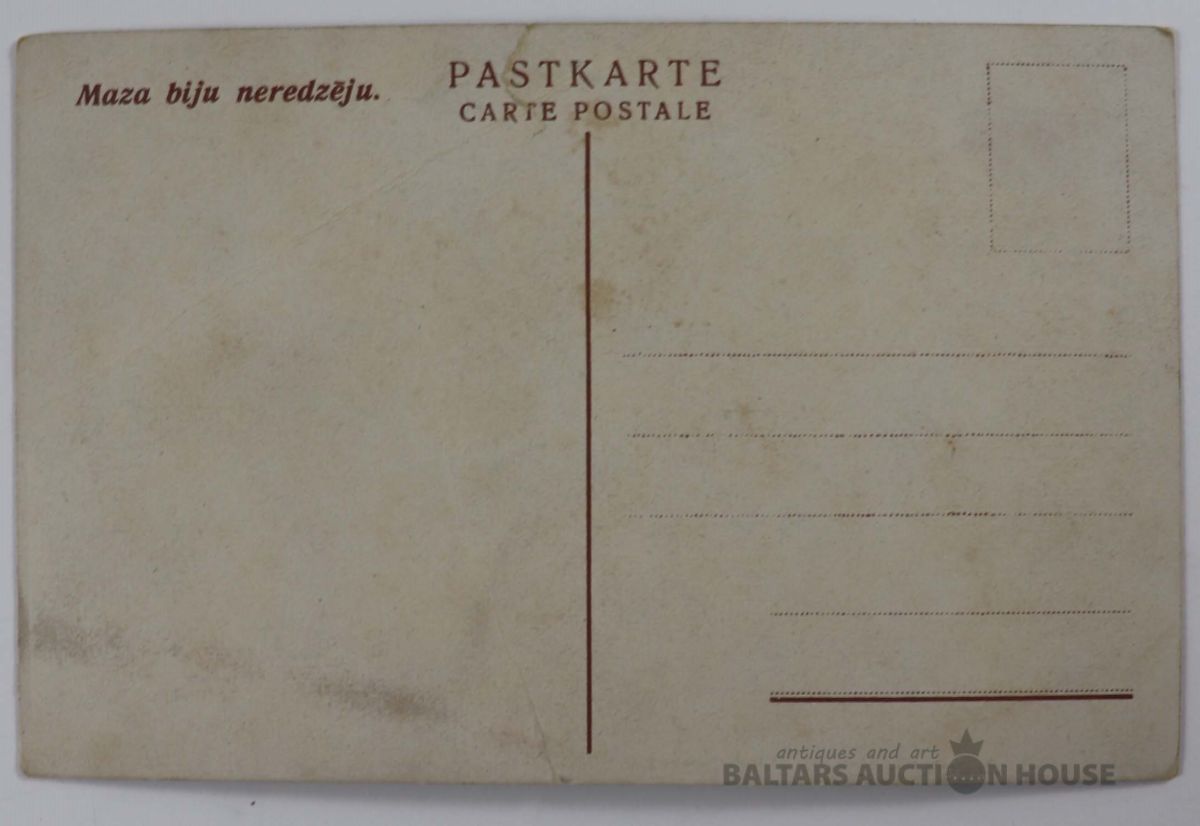 Maza biju neredzēju.
PASTKARTE
CARTE POSTALE
antiques and art
BALTARS AUCTION HOUSE